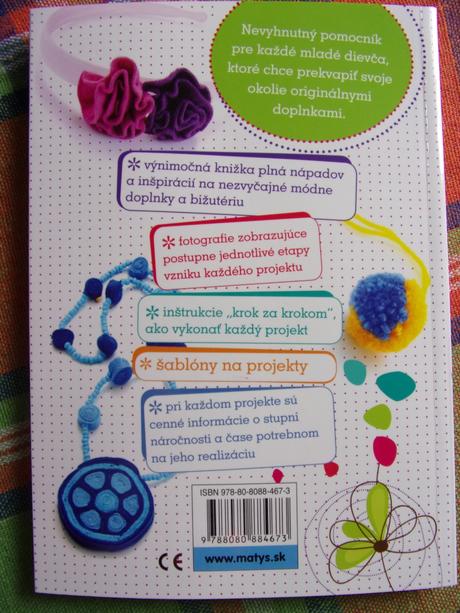 Nevyhnutný pomocník
pre každé mladé dievča,
ktoré chce prekvapiť svoje
okolie originálnymi
doplnkami.
* výnimočná knižka plná nápadov
a inšpirácií na nezvyčajné módne
doplnky a bižutériu
* fotografie zobrazujúce
postupne jednotlivé etapy
vzniku každého projektu
* inštrukcie „krok za krokom“,
ako vykonať každý projekt
* šablóny na projekty
* pri každom projekte sú
cenné informácie o stupni
náročnosti a čase potrebnom
na jeho realizáciu
ISBN 978-80-8088-467-3
9788080884673
CE www.matys.sk